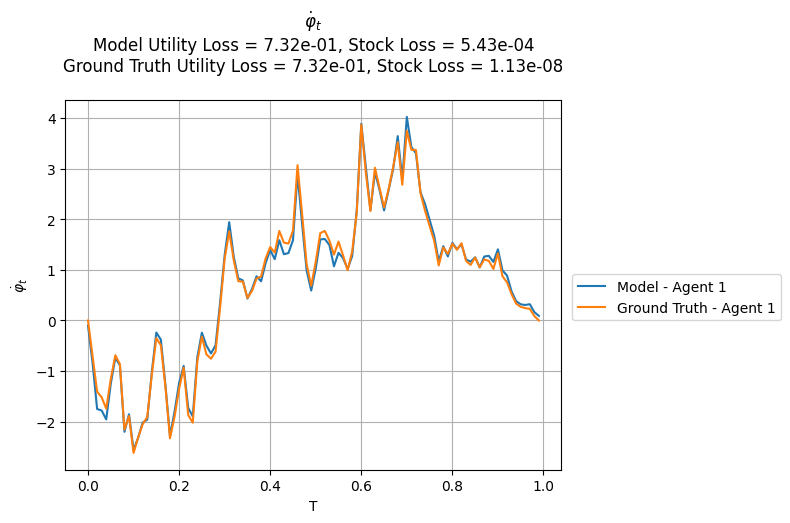 φ̇ₜ
Model Utility Loss = 7.32e-01, Stock Loss = 5.43e-04
Ground Truth Utility Loss = 7.32e-01, Stock Loss = 1.13e-08
φ̇ₜ
4
3
2
1
0
−1
−2
0.0 0.2 0.4 0.6 0.8 1.0
T
Model - Agent 1
Ground Truth - Agent 1